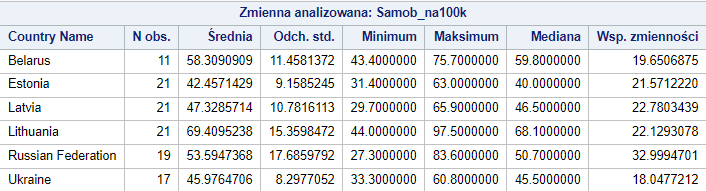 Zmienna analizowana: Samob_na100k
Country Name N obs. Średnia Odch. std. Minimum Maksimum Mediana Wsp. zmienności
Belarus 11 58.3090909 11.4581372 43.4000000 75.7000000 59.8000000 19.6506875
Estonia 21 42.4571429 9.1585245 31.4000000 63.0000000 40.0000000 21.5712220
Latvia 21 47.3285714 10.7816113 29.7000000 65.9000000 46.5000000 22.7803439
Lithuania 21 69.4095238 15.3598472 44.0000000 97.5000000 68.1000000 22.1293078
Russian Federation 19 53.5947368 17.6859792 27.3000000 83.6000000 50.7000000 32.9994701
Ukraine 17 45.9764706 8.2977052 33.3000000 60.8000000 45.5000000 18.0477212